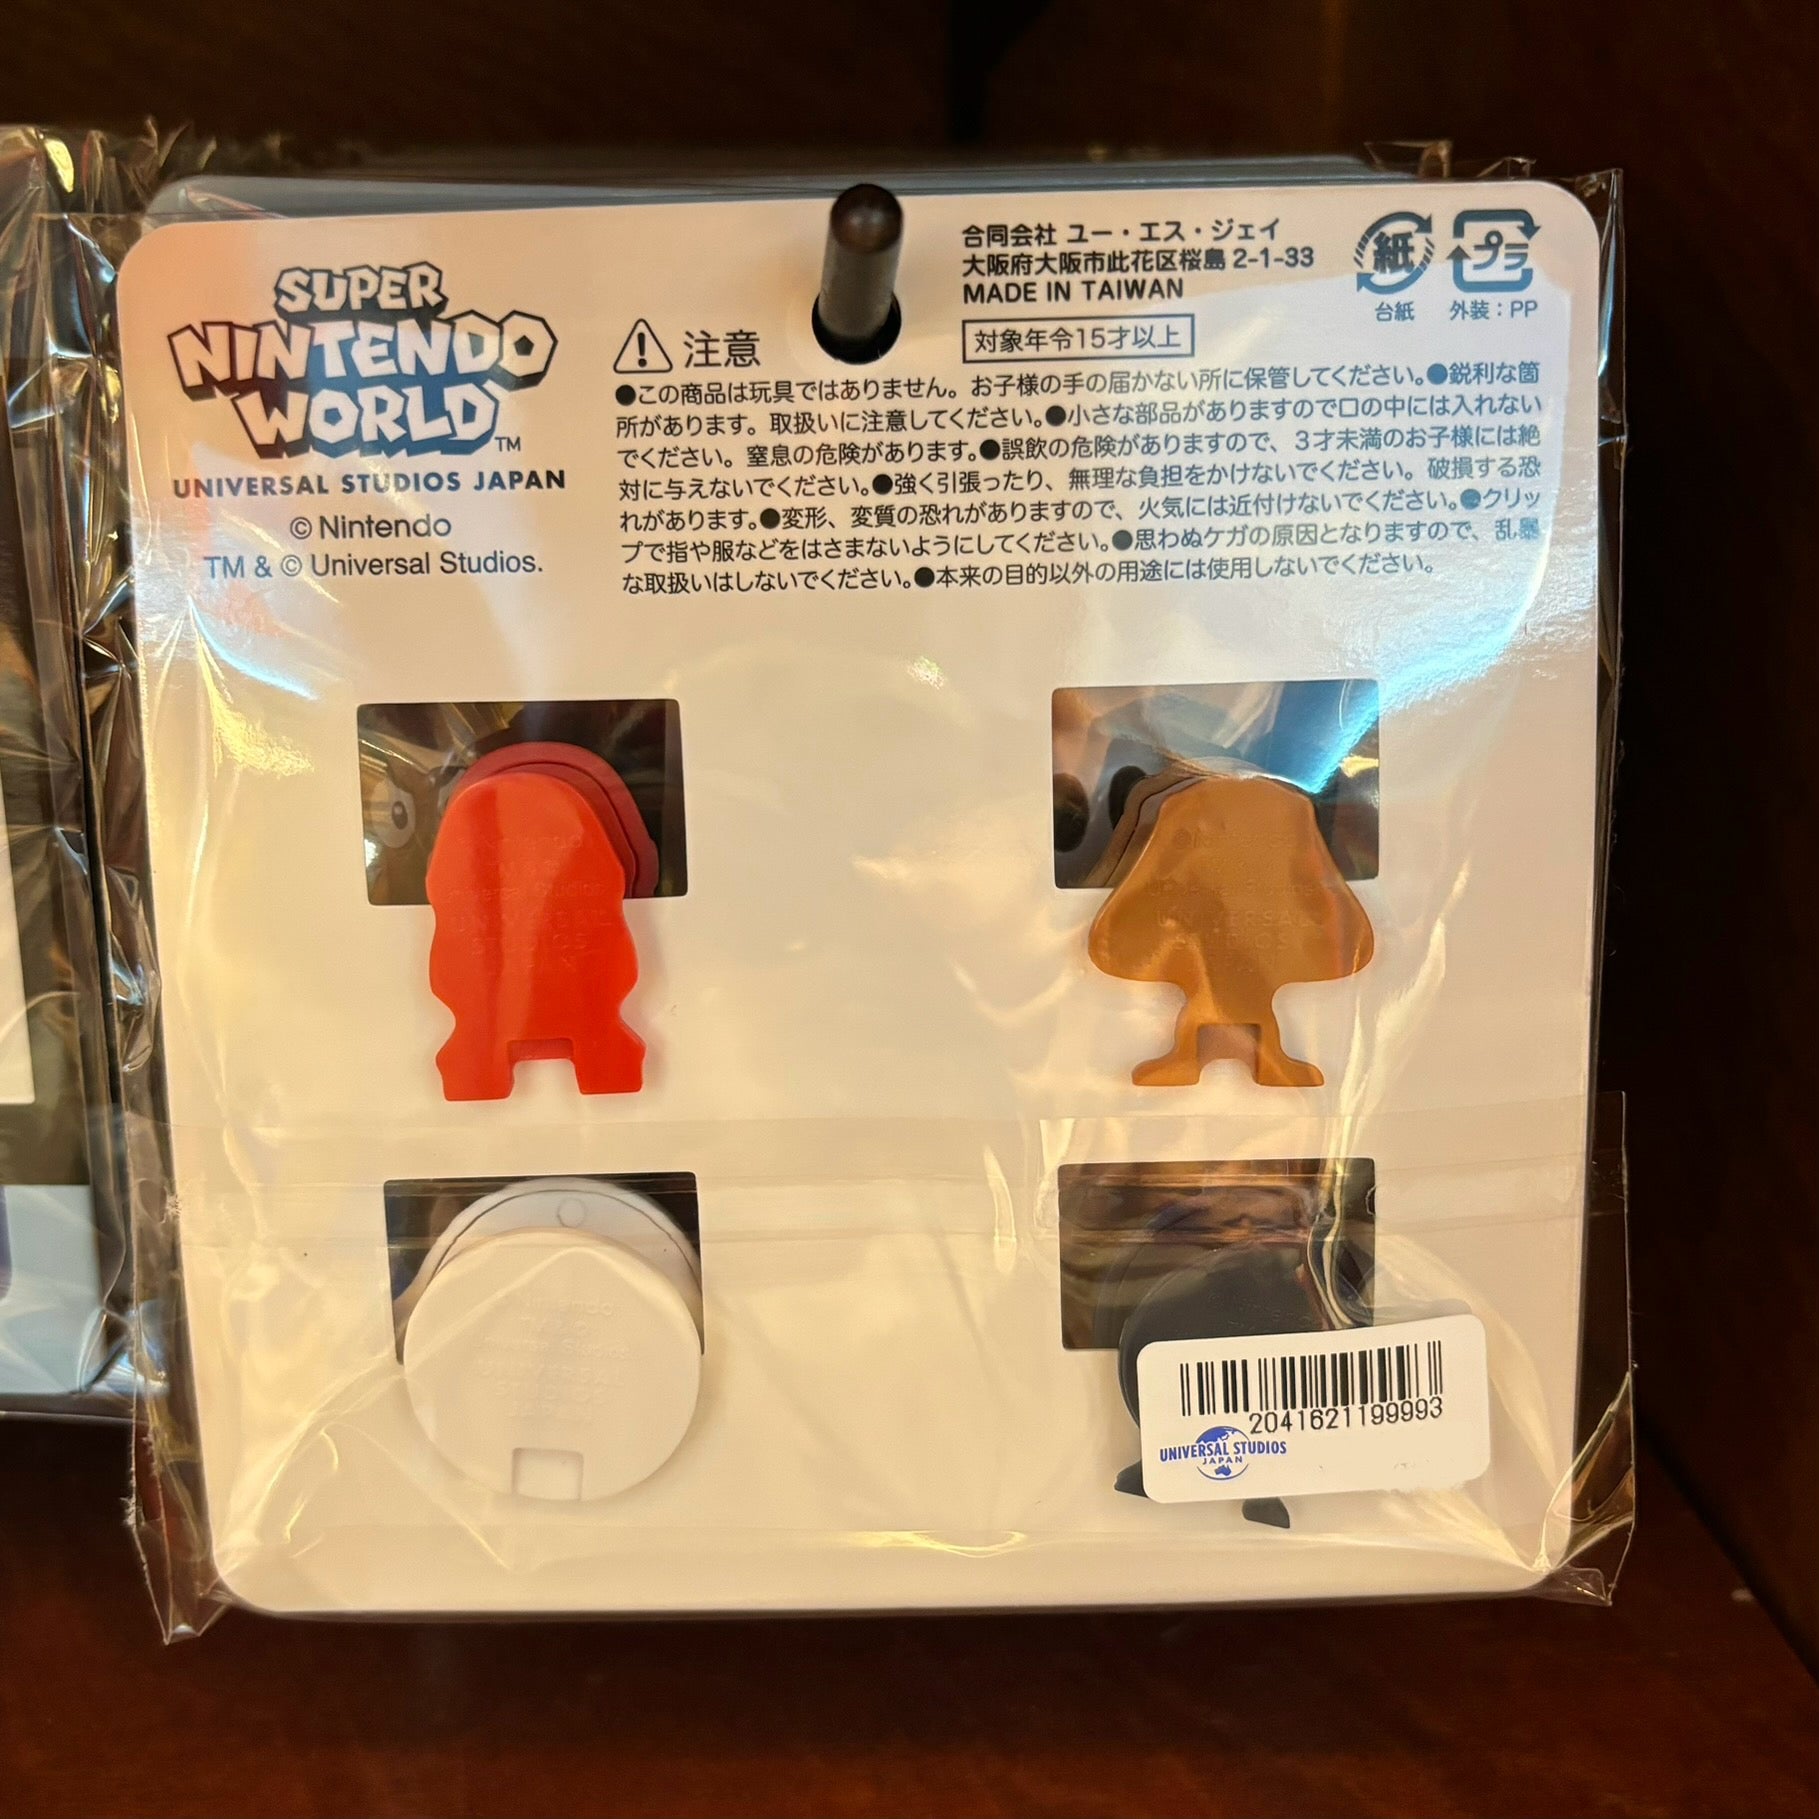 SUPER
NINTENDO
WORLD™
UNIVERSAL STUDIOS JAPAN
© Nintendo
TM & © Universal Studios.
合同会社 ユー・エス・ジェイ
大阪府大阪市此花区桜島 2-1-33
MADE IN TAIWAN
対象年令15才以上
紙
台紙
プラ
外装:PP
注意
●この商品は玩具ではありません。お子様の手の届かない所に保管してください。●鋭利な箇
所があります。取扱いに注意してください。●小さな部品がありますので口の中には入れない
でください。窒息の危険があります。●誤飲の危険がありますので、3才未満のお子様には絶
対に与えないでください。●強く引張ったり、無理な負担をかけないでください。破損する恐
れがあります。●変形、変質の恐れがありますので、火気には近付けないでください。●クリッ
プで指や服などをはさまないようにしてください。●思わぬケガの原因となりますので、乱暴
な取扱いはしないでください。●本来の目的以外の用途には使用しないでください。
UNIVERSAL
STUDIOS
UNIVERSAL
STUDIOS
Nintendo
Studios
UNIVERSAL
STUDIOS
2041621199993
UNIVERSAL STUDIOS
JAPAN